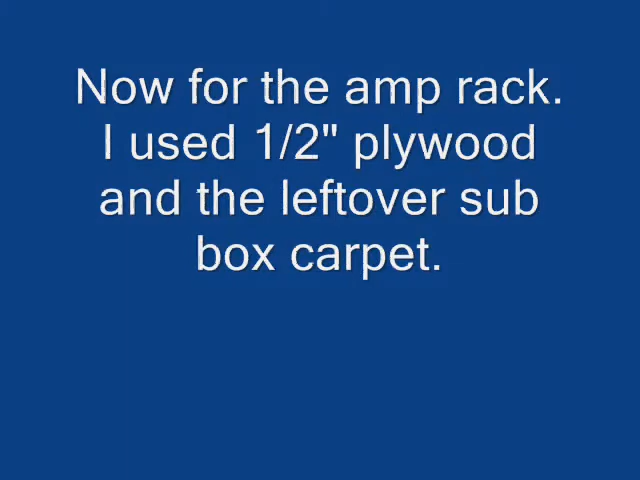 Now for the amp rack.
I used 1/2" plywood
and the leftover sub
box carpet.